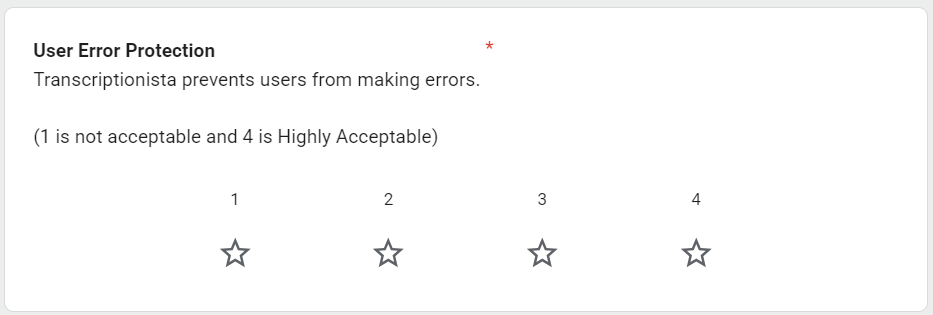 User Error Protection *
Transcriptionista prevents users from making errors.
(1 is not acceptable and 4 is Highly Acceptable)
1 2 3 4